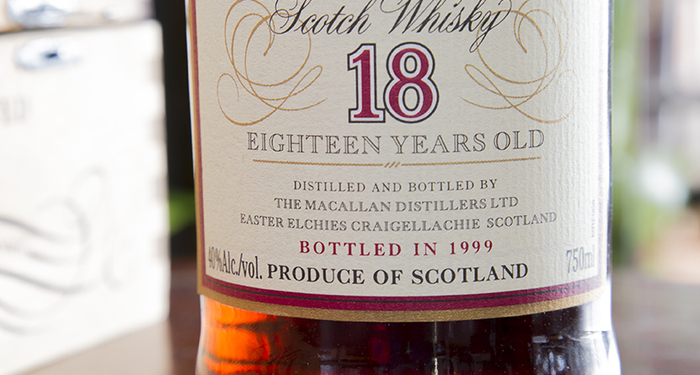 Scotch Whisky
18
EIGHTEEN YEARS OLD
DISTILLED AND BOTTLED BY
THE MACALLAN DISTILLERS LTD
EASTER ELCHIES CRAIGELLACHIE SCOTLAND
BOTTLED IN 1999
40%Alc./vol. PRODUCE OF SCOTLAND 750ml